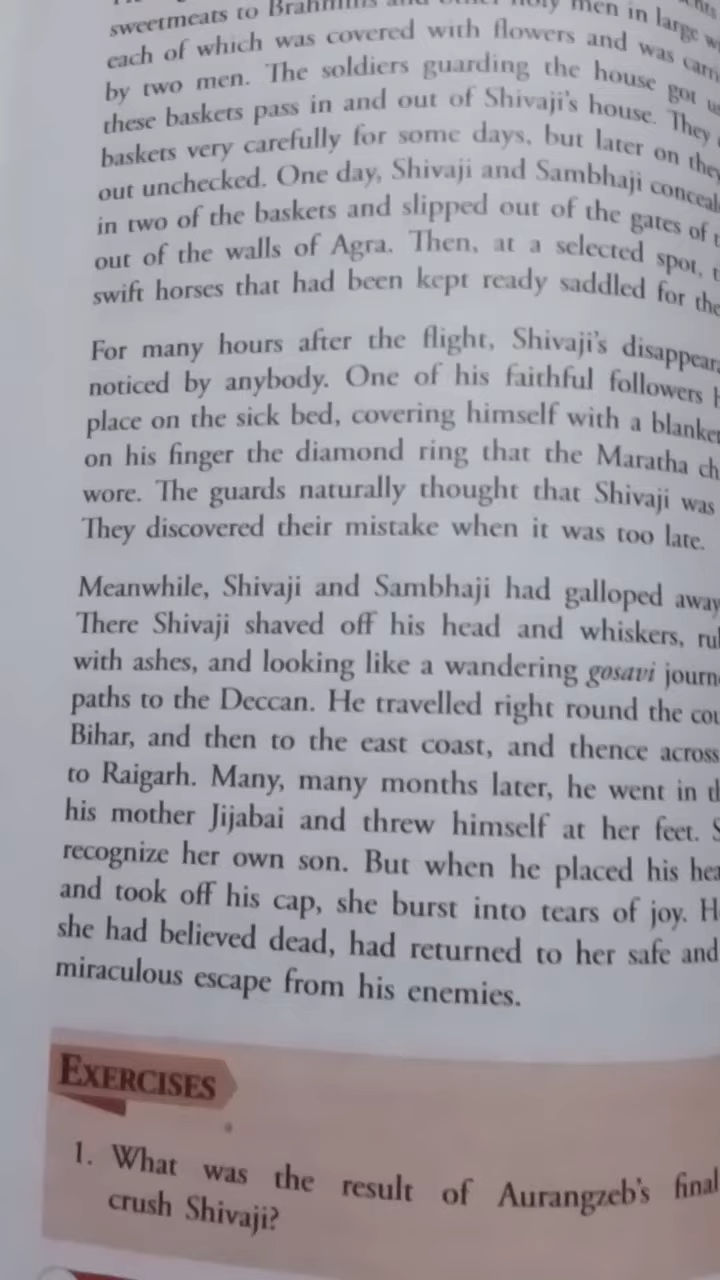 sweetmeats to Brahmins and other holy men in large
each of which was covered with flowers and was
by two men. The soldiers guarding the house got
these baskets pass in and out of Shivaji's house. They
baskets very carefully for some days, but later on they
out unchecked. One day, Shivaji and Sambhaji
in two of the baskets and slipped out of the gates of
out of the walls of Agra. Then, at a selected spot,
swift horses that had been kept ready saddled for
For many hours after the flight, Shivaji's
noticed by anybody. One of his faithful followers
place on the sick bed, covering himself with a
on his finger the diamond ring that the Maratha
wore. The guards naturally thought that Shivaji was
They discovered their mistake when it was too late.
Meanwhile, Shivaji and Sambhaji had galloped away
There Shivaji shaved off his head and whiskers,
with ashes, and looking like a wandering gosavi
paths to the Deccan. He travelled right round the
Bihar, and then to the east coast, and thence across
to Raigarh. Many, many months later, he went in
his mother Jijabai and threw himself at her feet.
recognize her own son. But when he placed his
and took off his cap, she burst into tears of joy.
she had believed dead, had returned to her safe and
miraculous escape from his enemies.
EXERCISES
1. What was the result of Aurangzeb's final
crush Shivaji?